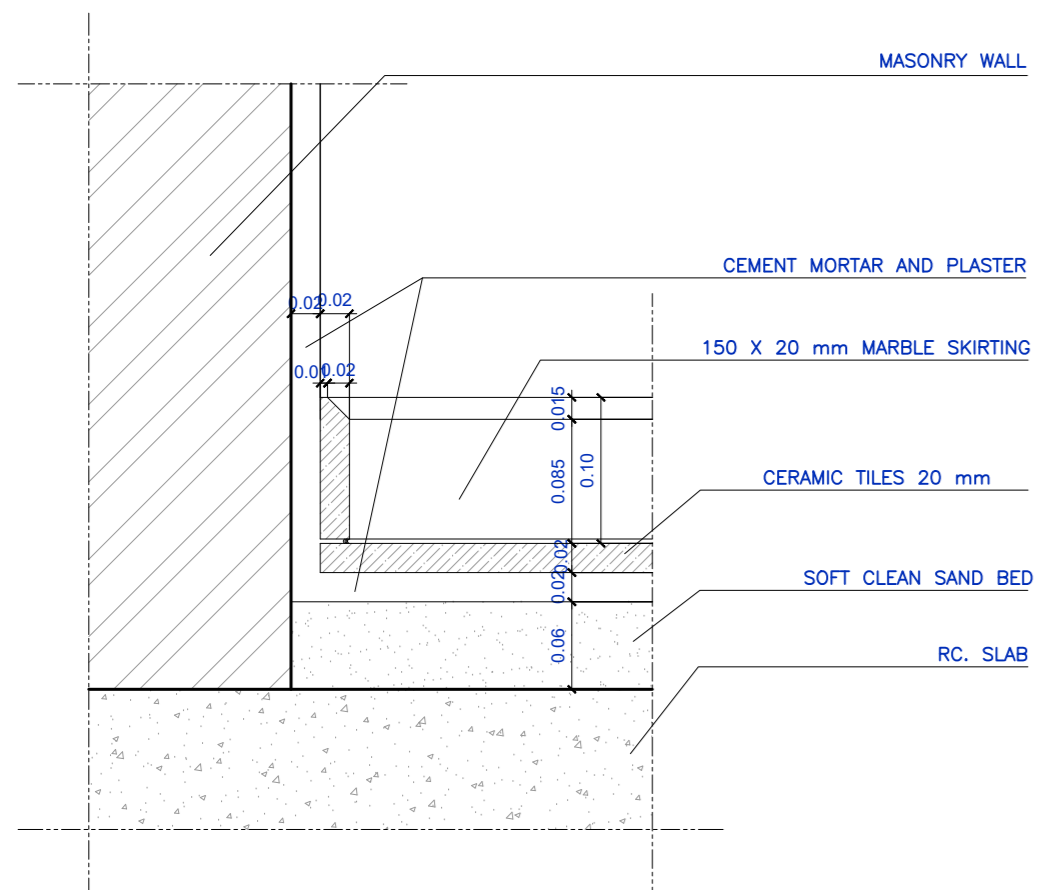 MASONRY WALL
CEMENT MORTAR AND PLASTER
0.02
0.02
150 X 20 mm MARBLE SKIRTING
0.01
0.02
0.015
0.085
0.10
CERAMIC TILES 20 mm
0.02
0.02
SOFT CLEAN SAND BED
0.06
RC. SLAB